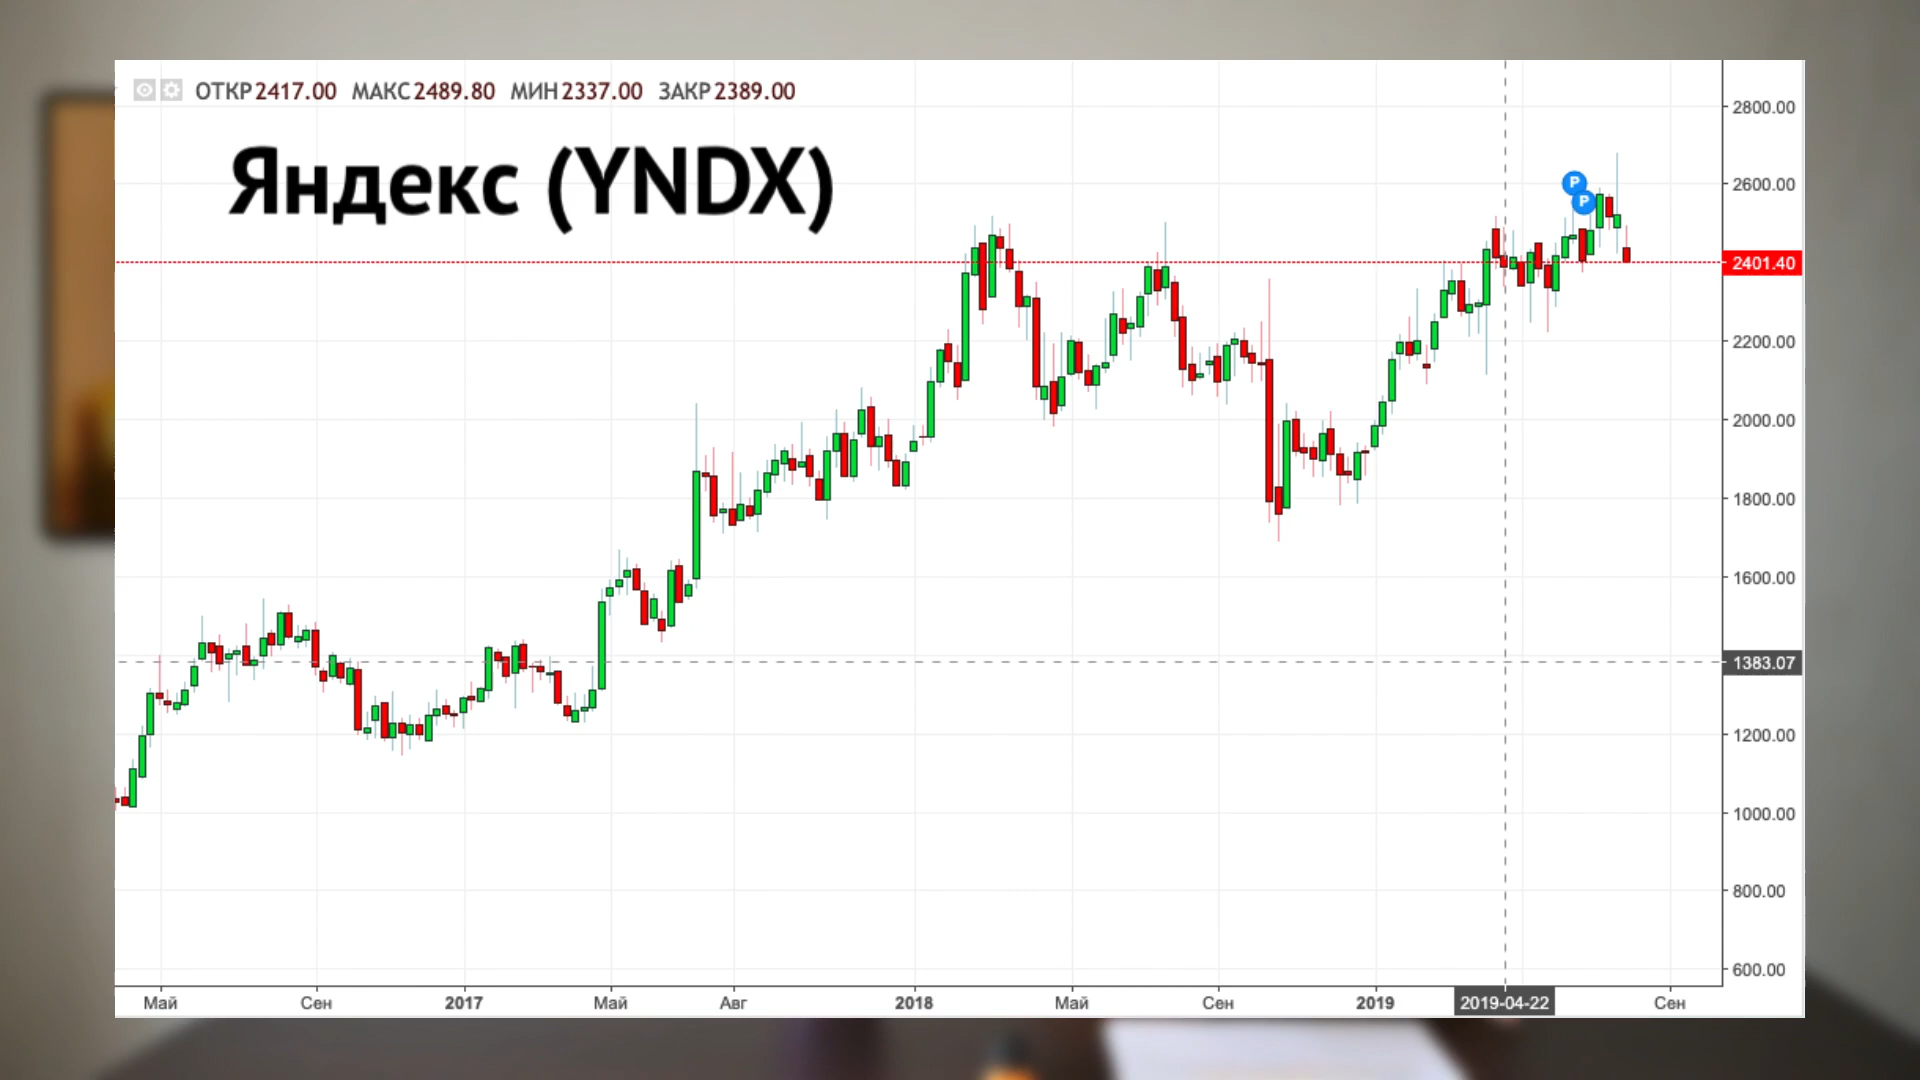 ОТКР 2417.00 МАКС 2489.80 МИН 2337.00 ЗАКР 2389.00
Яндекс (YNDX)
2800.00
2600.00
P
P
2401.40
2200.00
2000.00
1800.00
1600.00
1383.07
1200.00
1000.00
800.00
600.00
Май Сен 2017 Май Авг 2018 Май Сен 2019 2019-04-22 Сен